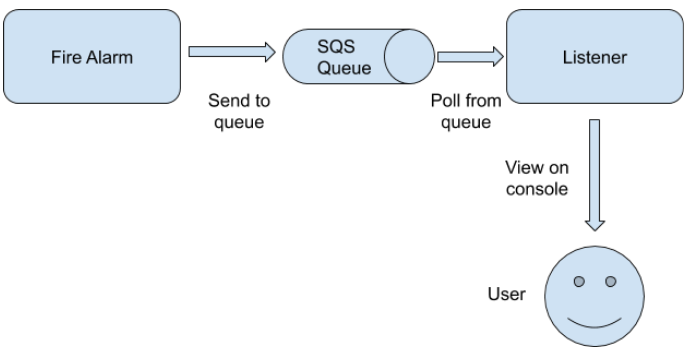 Fire Alarm
SQS
Queue
Listener
Send to
queue
Poll from
queue
View on
console
User